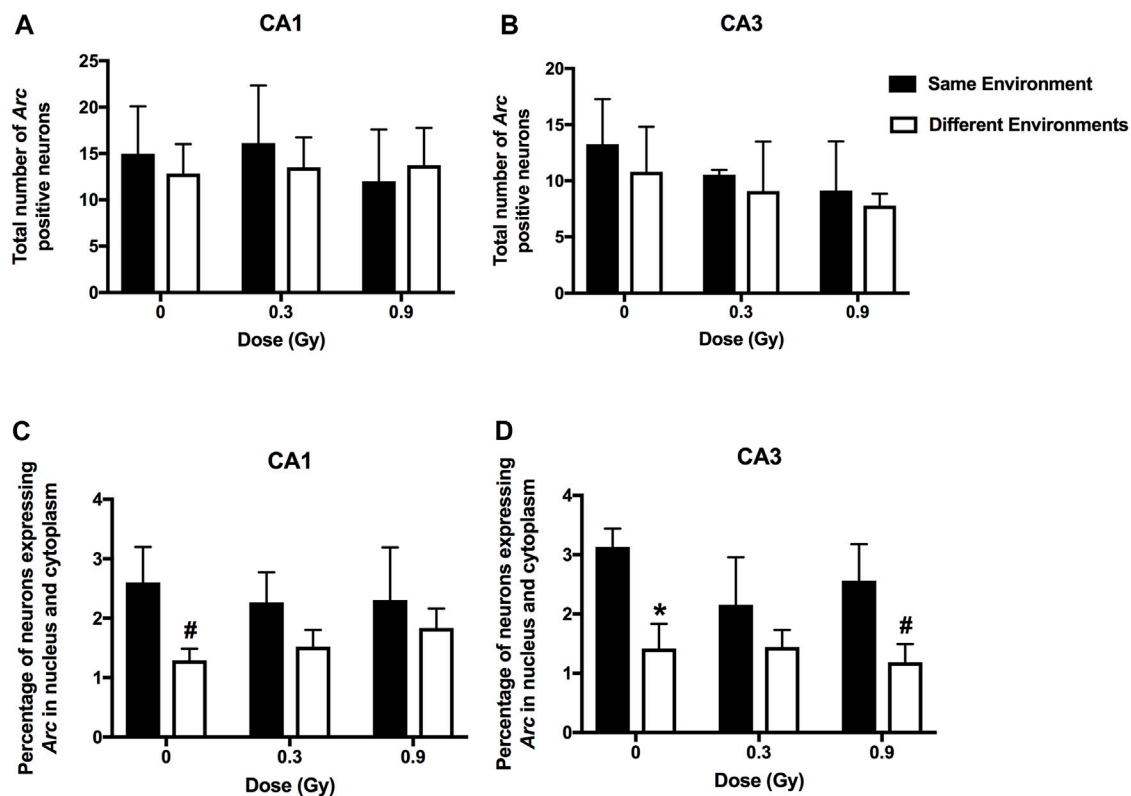 A
CA1
Total number of Arc
positive neurons
25
20
15
10
5
0
0
0.3
0.9
Dose (Gy)
B
CA3
Total number of Arc
positive neurons
20
15
10
5
0
0
0.3
0.9
Dose (Gy)
Same Environment
Different Environments
C
CA1
Percentage of neurons expressing
Arc in nucleus and cytoplasm
4
3
2
1
0
#
0
0.3
0.9
Dose (Gy)
D
CA3
Percentage of neurons expressing
Arc in nucleus and cytoplasm
4
3
2
1
0
*
#
0
0.3
0.9
Dose (Gy)